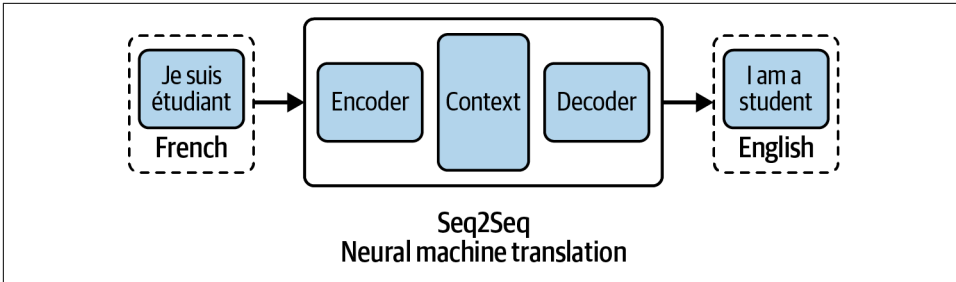 Je suis
étudiant
French
Encoder
Context
Decoder
I am a
student
English
Seq2Seq
Neural machine translation